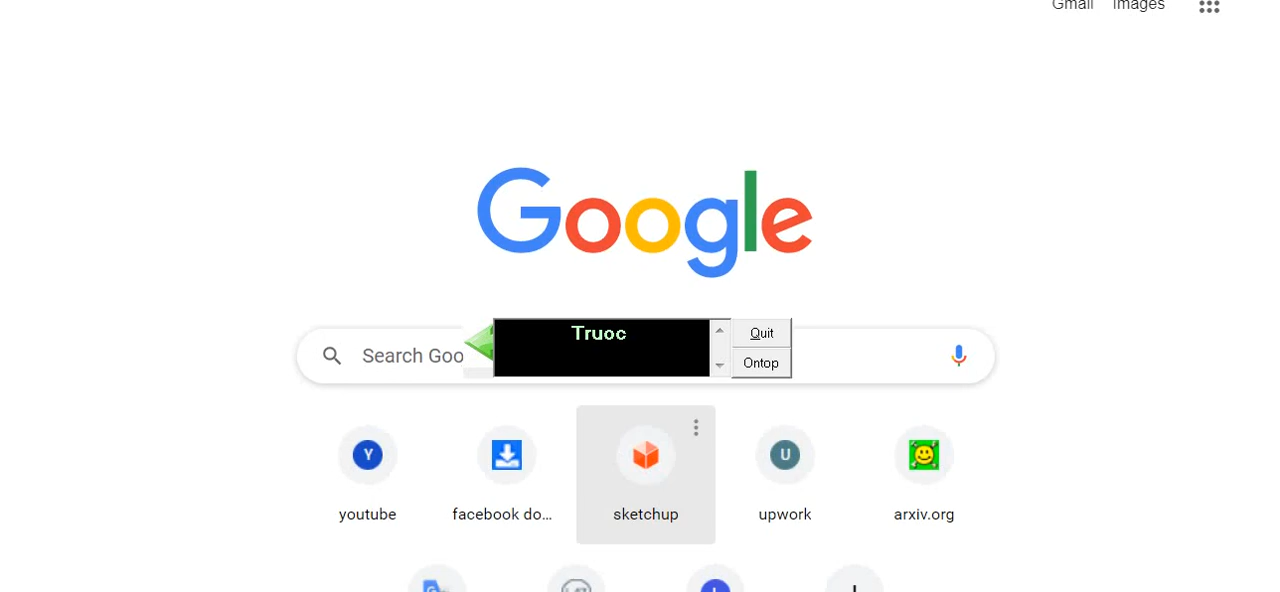 Gmail Images
Google
Truoc
Quit
Search Goo
Ontop
Y
U
youtube
facebook do...
sketchup
upwork
arxiv.org